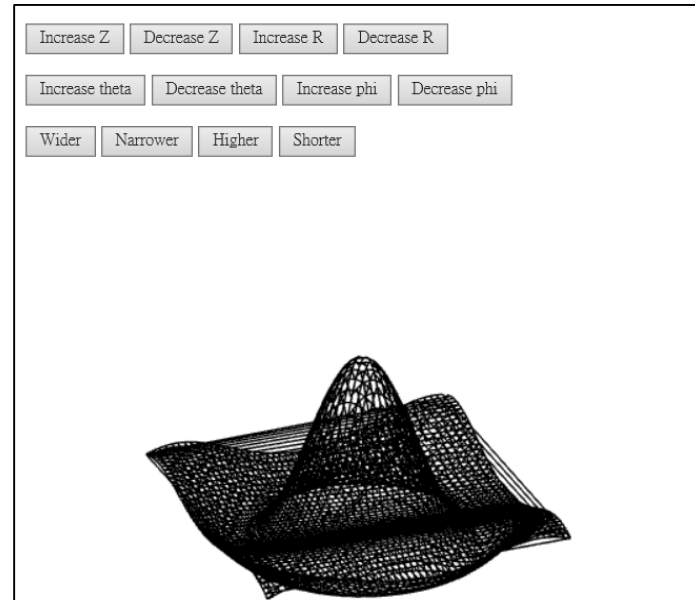 Increase Z Decrease Z Increase R Decrease R
Increase theta Decrease theta Increase phi Decrease phi
Wider Narrower Higher Shorter